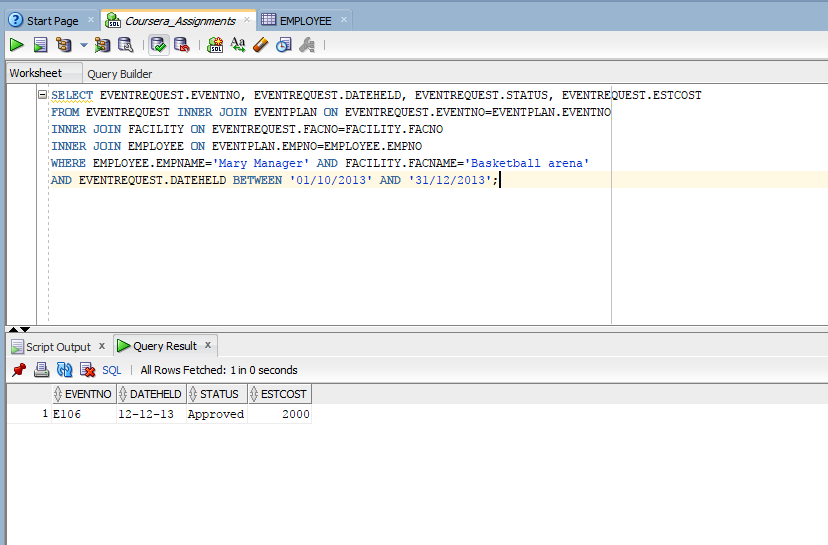 Start Page
Coursera_Assignments
EMPLOYEE
Worksheet
Query Builder
SELECT EVENTREQUEST.EVENTNO, EVENTREQUEST.DATEHELD, EVENTREQUEST.STATUS, EVENTREQUEST.ESTCOST
FROM EVENTREQUEST INNER JOIN EVENTPLAN ON EVENTREQUEST.EVENTNO=EVENTPLAN.EVENTNO
INNER JOIN FACILITY ON EVENTREQUEST.FACNO=FACILITY.FACNO
INNER JOIN EMPLOYEE ON EVENTPLAN.EMPNO=EMPLOYEE.EMPNO
WHERE EMPLOYEE.EMPNAME='Mary Manager' AND FACILITY.FACNAME='Basketball arena'
AND EVENTREQUEST.DATEHELD BETWEEN '01/10/2013' AND '31/12/2013';
Script Output x Query Result x
SQL | All Rows Fetched: 1 in 0 seconds
EVENTNO DATEHELD STATUS ESTCOST
1 E106 12-12-13 Approved 2000